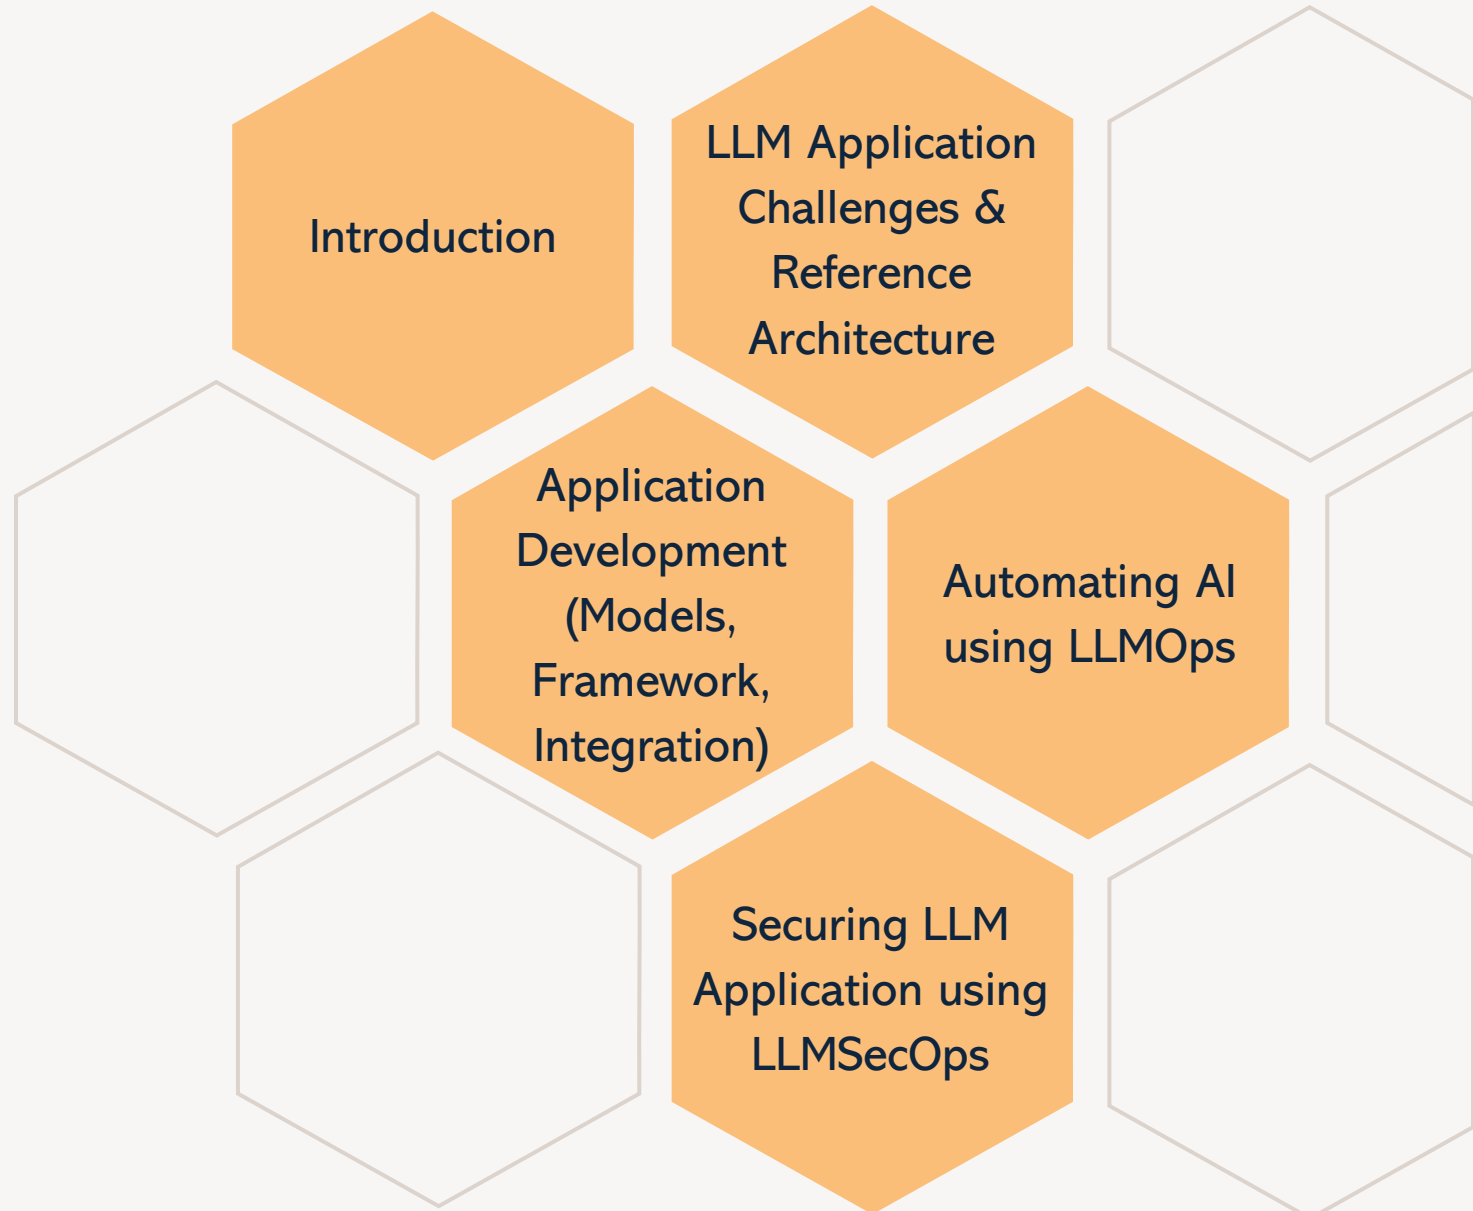 Introduction
LLM Application
Challenges &
Reference
Architecture
Application
Development
(Models,
Framework,
Integration)
Automating AI
using LLMOps
Securing LLM
Application using
LLMSecOps